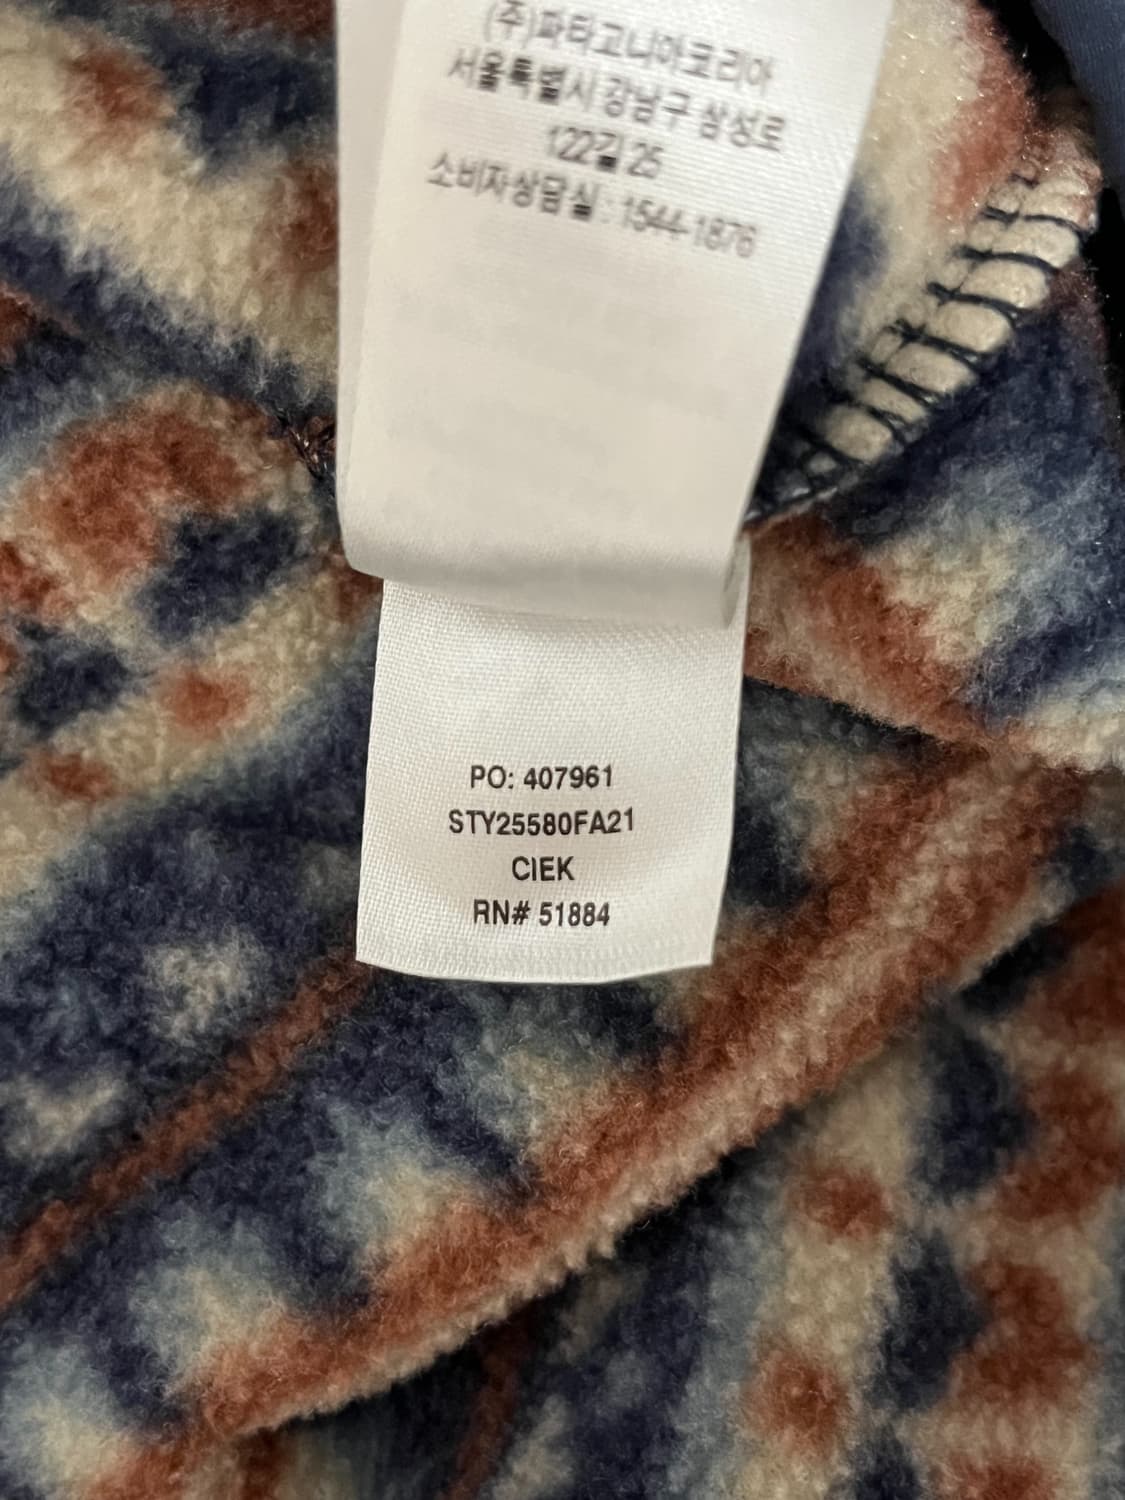 (주)파타고니아코리아
서울특별시 강남구 삼성로
122길 25
소비자상담실 : 1544-1876
PO: 407961
STY25580FA21
CIEK
RN# 51884